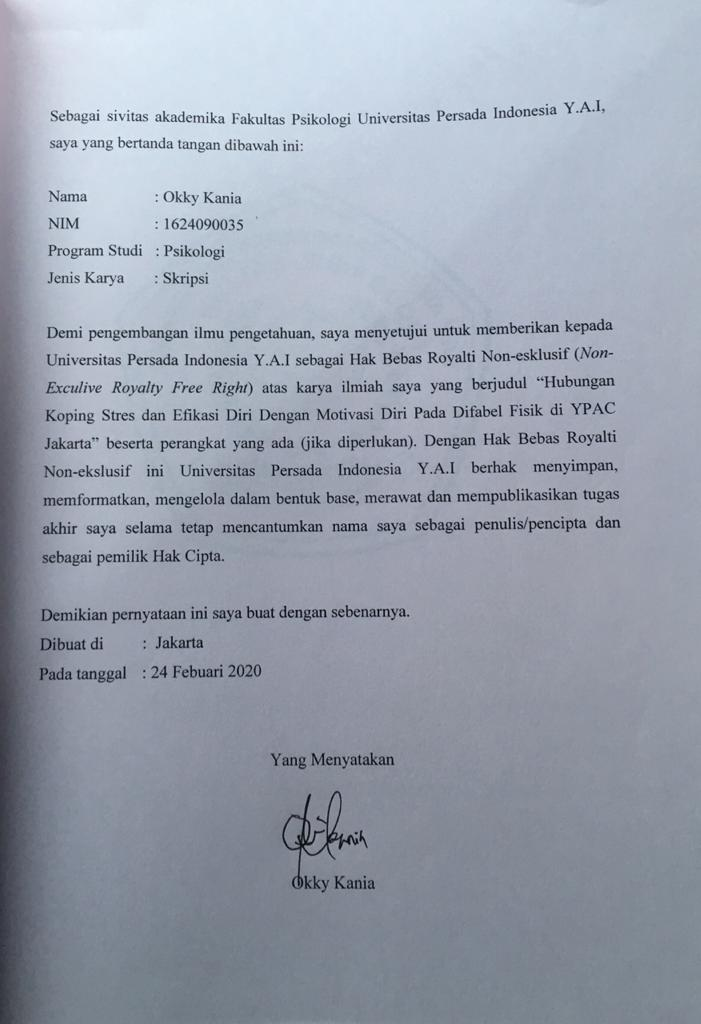 Sebagai sivitas akademika Fakultas Psikologi Universitas Persada Indonesia Y.A.I,
saya yang bertanda tangan dibawah ini:
Nama : Okky Kania
NIM : 1624090035
Program Studi : Psikologi
Jenis Karya : Skripsi
Demi pengembangan ilmu pengetahuan, saya menyetujui untuk memberikan kepada
Universitas Persada Indonesia Y.A.I sebagai Hak Bebas Royalti Non-esklusif (Non-
Exculive Royalty Free Right) atas karya ilmiah saya yang berjudul “Hubungan
Koping Stres dan Efikasi Diri Dengan Motivasi Diri Pada Difabel Fisik di YPAC
Jakarta” beserta perangkat yang ada (jika diperlukan). Dengan Hak Bebas Royalti
Non-ekslusif ini Universitas Persada Indonesia Y.A.I berhak menyimpan,
memformatkan, mengelola dalam bentuk base, merawat dan mempublikasikan tugas
akhir saya selama tetap mencantumkan nama saya sebagai penulis/pencipta dan
sebagai pemilik Hak Cipta.
Demikian pernyataan ini saya buat dengan sebenarnya.
Dibuat di : Jakarta
Pada tanggal : 24 Febuari 2020
Yang Menyatakan
Okky Kania